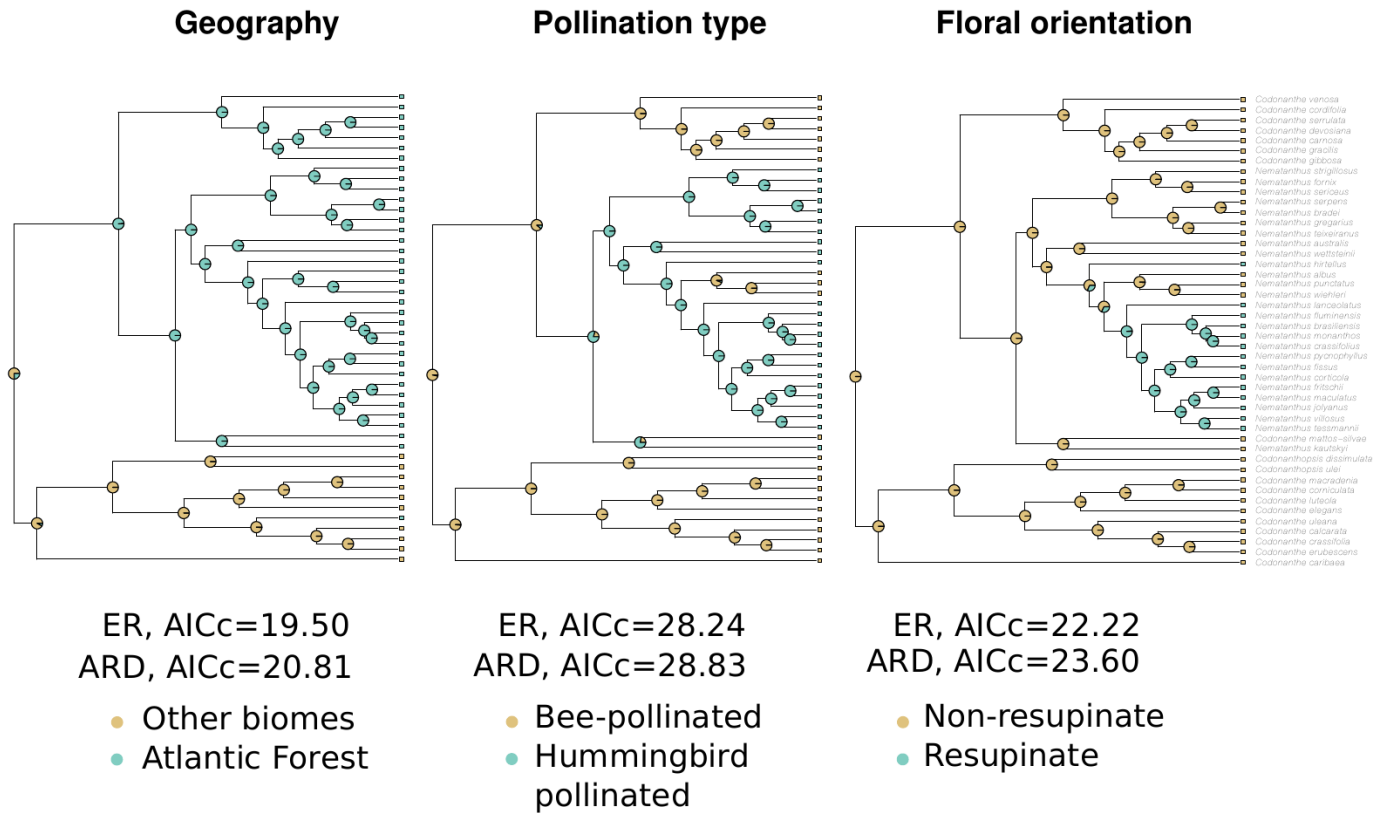 Geography
Pollination type
Floral orientation
Codonanthe venosa
Codonanthe cordifolia
Codonanthe serrulata
Codonanthe devosiana
Codonanthe carnosa
Codonanthe gracilis
Codonanthe gibbosa
Nematanthus strigillosus
Nematanthus fornix
Nematanthus sericeus
Nematanthus serpens
Nematanthus bradei
Nematanthus gregarius
Nematanthus teixeiranus
Nematanthus australis
Nematanthus wettsteinii
Nematanthus hirtellus
Nematanthus albus
Nematanthus punctatus
Nematanthus wiehleri
Nematanthus lanceolatus
Nematanthus fluminensis
Nematanthus brasiliensis
Nematanthus monanthos
Nematanthus crassifolius
Nematanthus pycnophyllus
Nematanthus fissus
Nematanthus corticola
Nematanthus fritschii
Nematanthus maculatus
Nematanthus jolyanus
Nematanthus villosus
Nematanthus tessmannii
Codonanthe mattos-silvae
Nematanthus kautskyi
Codonanthopsis dissimulata
Codonanthopsis ulei
Codonanthe macradenia
Codonanthe corniculata
Codonanthe luteola
Codonanthe elegans
Codonanthe uleana
Codonanthe calcarata
Codonanthe crassifolia
Codonanthe erubescens
Codonanthe caribaea
ER, AICc=19.50
ARD, AICc=20.81
Other biomes
Atlantic Forest
ER, AICc=28.24
ARD, AICc=28.83
Bee-pollinated
Hummingbird
pollinated
ER, AICc=22.22
ARD, AICc=23.60
Non-resupinate
Resupinate